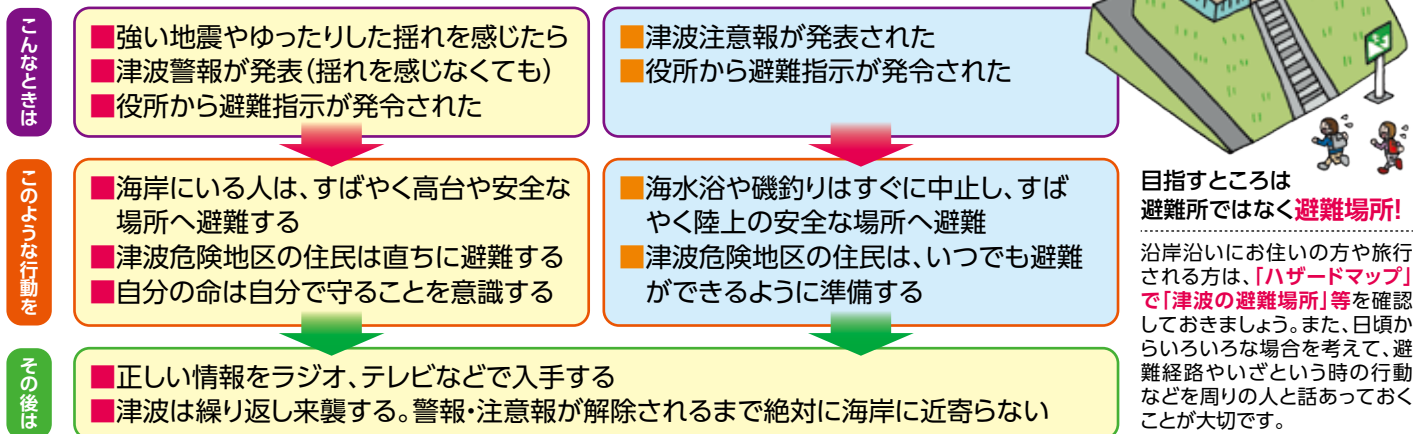 こんなときは
■強い地震やゆったりした揺れを感じたら
■津波警報が発表(揺れを感じなくても)
■役所から避難指示が発令された
■津波注意報が発表された
■役所から避難指示が発令された
このような行動を
■海岸にいる人は、すばやく高台や安全な
場所へ避難する
■津波危険地区の住民は直ちに避難する
■自分の命は自分で守ることを意識する
■海水浴や磯釣りはすぐに中止し、すば
やく陸上の安全な場所へ避難
■津波危険地区の住民は、いつでも避難
ができるように準備する
その後は
■正しい情報をラジオ、テレビなどで入手する
■津波は繰り返し来襲する。警報・注意報が解除されるまで絶対に海岸に近寄らない
目指すところは
避難所ではなく避難場所!
沿岸沿いにお住いの方や旅行
される方は、「ハザードマップ」
で「津波の避難場所」等を確認
しておきましょう。また、日頃か
らいろいろな場合を考えて、避
難経路やいざという時の行動
などを周りの人と話あっておく
ことが大切です。